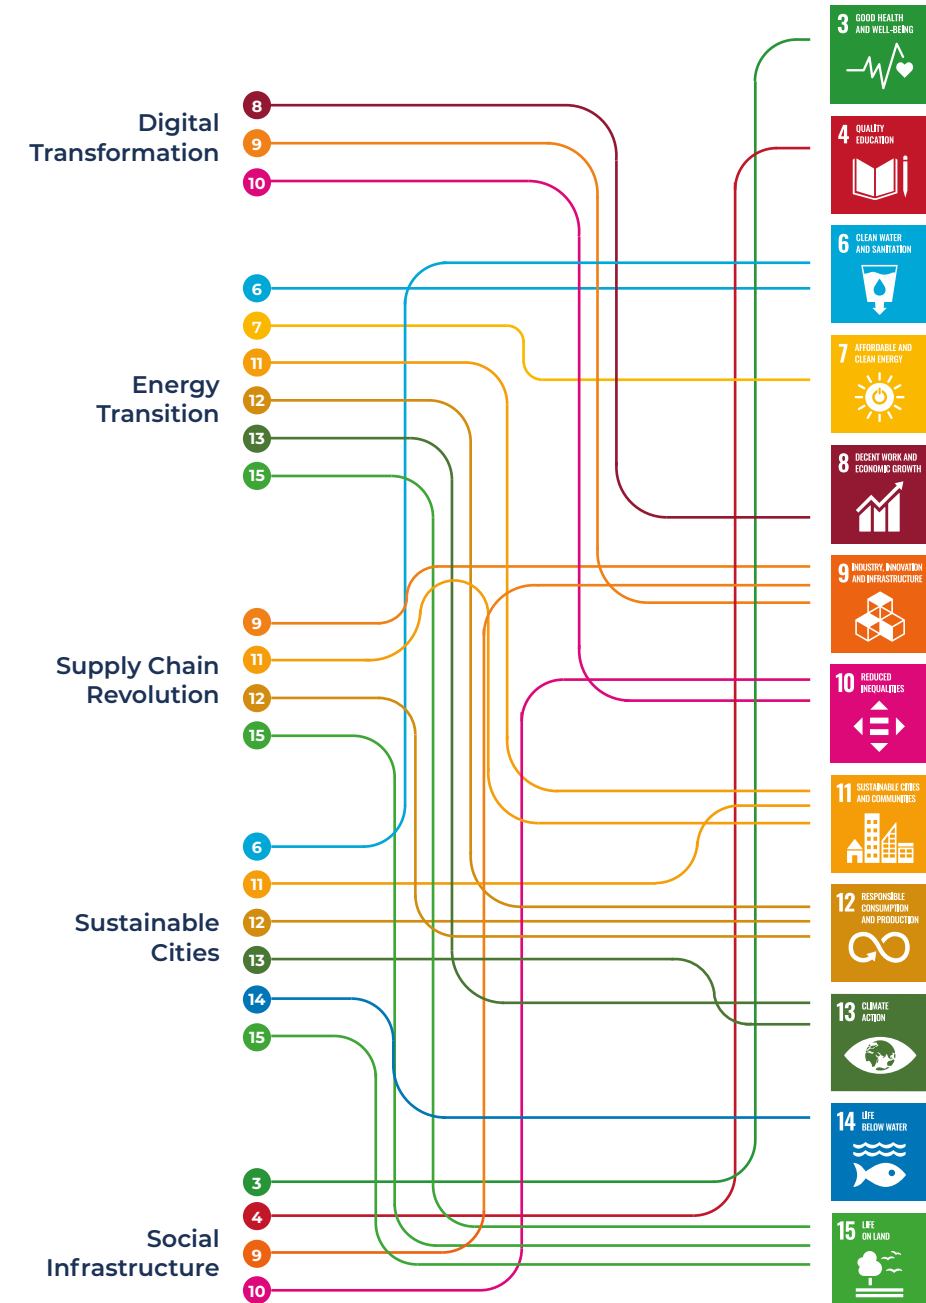 Digital
Transformation
8
9
10
Energy
Transition
6
7
11
12
13
15
Supply Chain
Revolution
9
11
12
15
Sustainable
Cities
6
11
12
13
14
15
Social
Infrastructure
3
4
9
10
3 GOOD HEALTH
AND WELL-BEING
4 QUALITY
EDUCATION
6 CLEAN WATER
AND SANITATION
7 AFFORDABLE AND
CLEAN ENERGY
8 DECENT WORK AND
ECONOMIC GROWTH
9 INDUSTRY, INNOVATION
AND INFRASTRUCTURE
10 REDUCED
INEQUALITIES
11 SUSTAINABLE CITIES
AND COMMUNITIES
12 RESPONSIBLE
CONSUMPTION
AND PRODUCTION
13 CLIMATE
ACTION
14 LIFE
BELOW WATER
15 LIFE
ON LAND